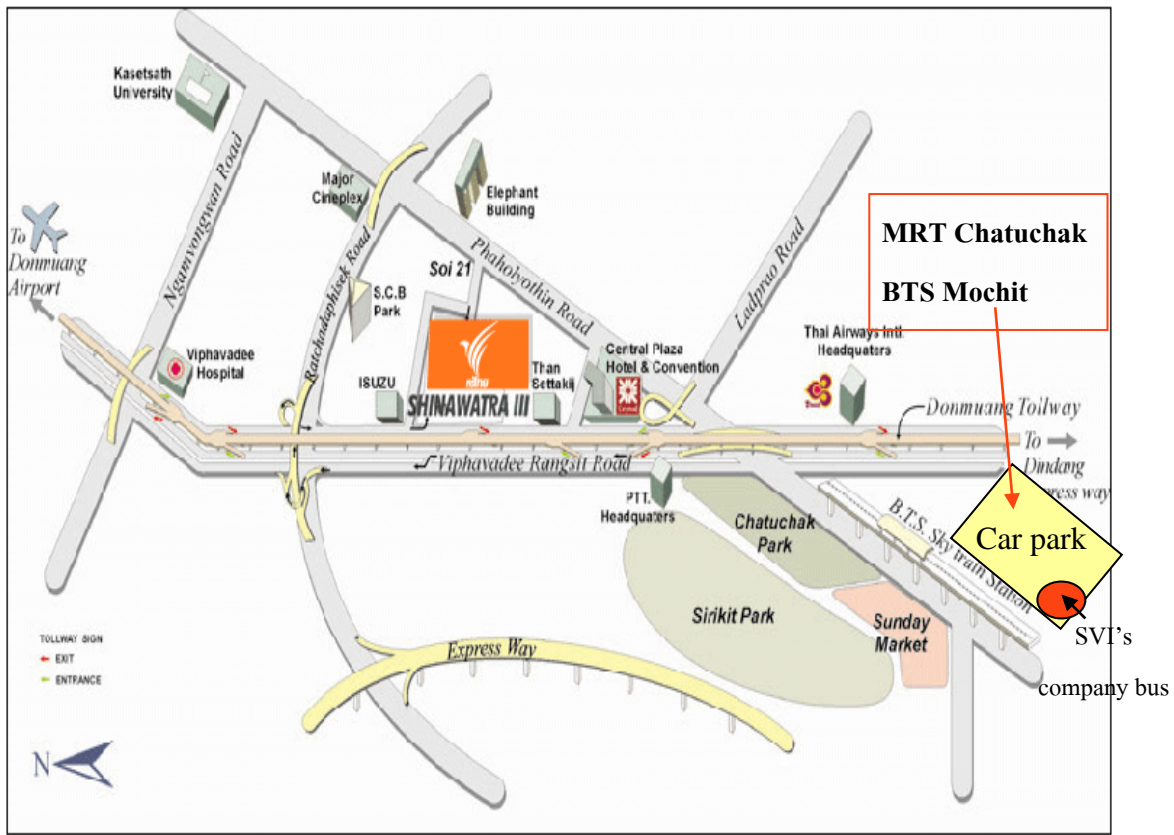 Kasetsath
University
Ngamvongwan Road
To
Donmuang
Airport
Major
Cineplex
Elephant
Building
Ratchadaphisek Road
Soi 21
Phaholyothin Road
Ladprao Road
MRT Chatuchak
BTS Mochit
S.C.B
Park
Viphavadee
Hospital
ISUZU
SHINAWATRA III
Than
Settakij
Central Plaza
Hotel & Convention
Thai Airways Intl.
Headquaters
Donmuang Tollway
To
Dindang
press way
Viphavadee Rangsit Road
PTT.
Headquaters
Chatuchak
Park
B.T.S. Sky train Station
Car park
Sirikit Park
Sunday
Market
SVI's
company bus
Express Way
TOLLWAY SIGN
EXIT
ENTRANCE
N